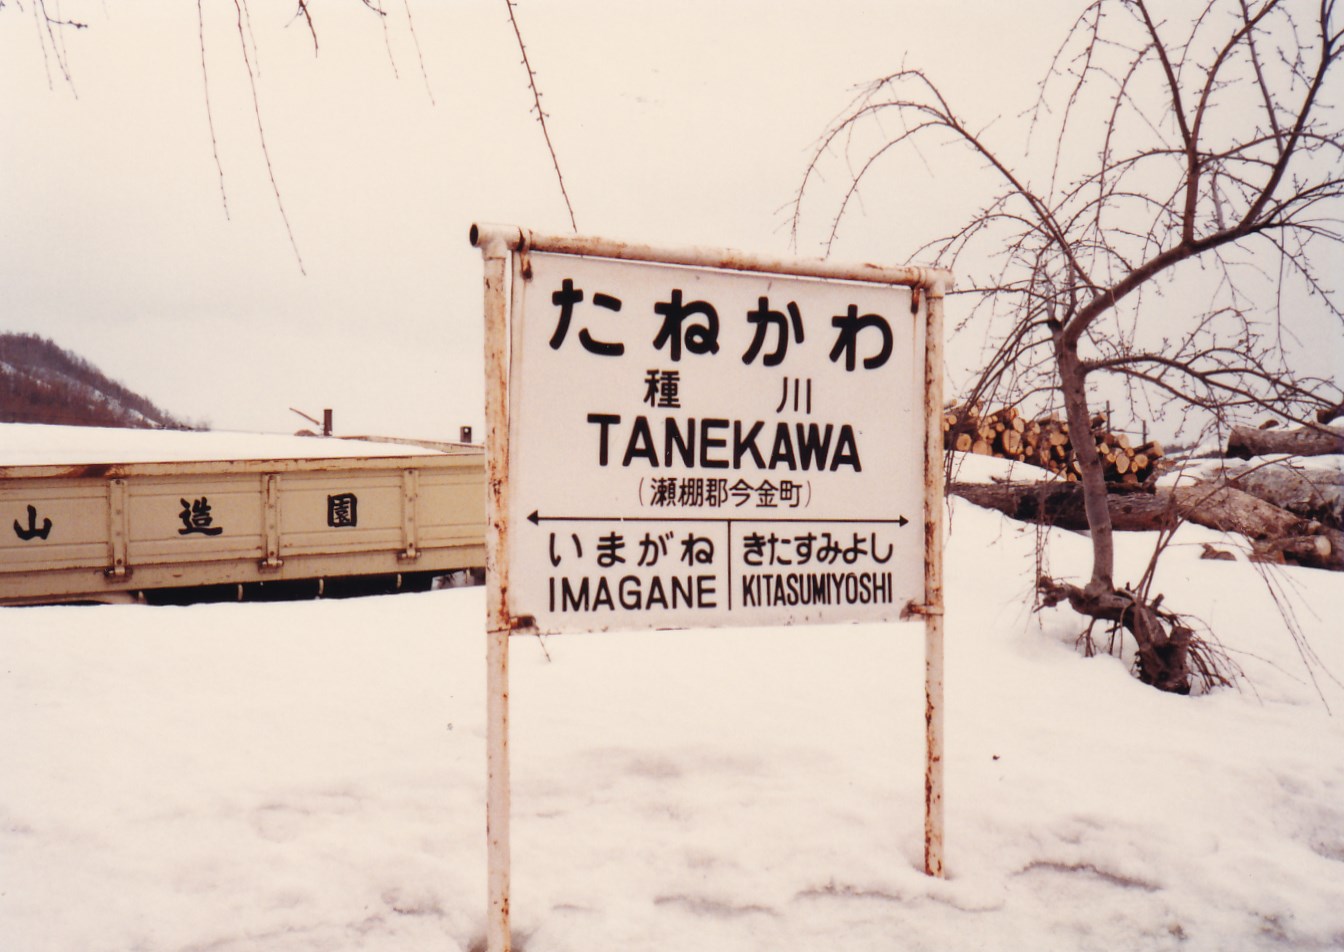 たねかわ
種川
TANEKAWA
(瀬棚郡今金町)
いまがね きたすみよし
IMAGANE KITASUMIYOSHI
山造園